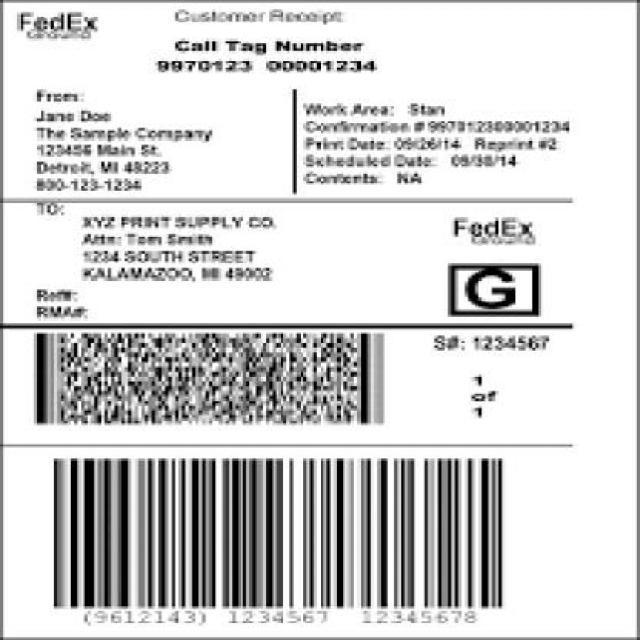 FedEx
Ground
Customer Receipt:
Call Tag Number
9970123 00001234
From:
Jane Doe
The Sample Company
123456 Main St.
Detroit, MI 48223
800-123-1234
Work Area: Stan
Confirmation # 997012300001234
Print Date: 09/26/14 Reprint #2
Scheduled Date: 09/30/14
Contents: NA
TO:
XYZ PRINT SUPPLY CO.
Attn: Tom Smith
1234 SOUTH STREET
KALAMAZOO, MI 49002
Ref#:
RMA#:
FedEx
Ground
G
S#: 1234567
1
of
1
(9612143) 1234567 12345678